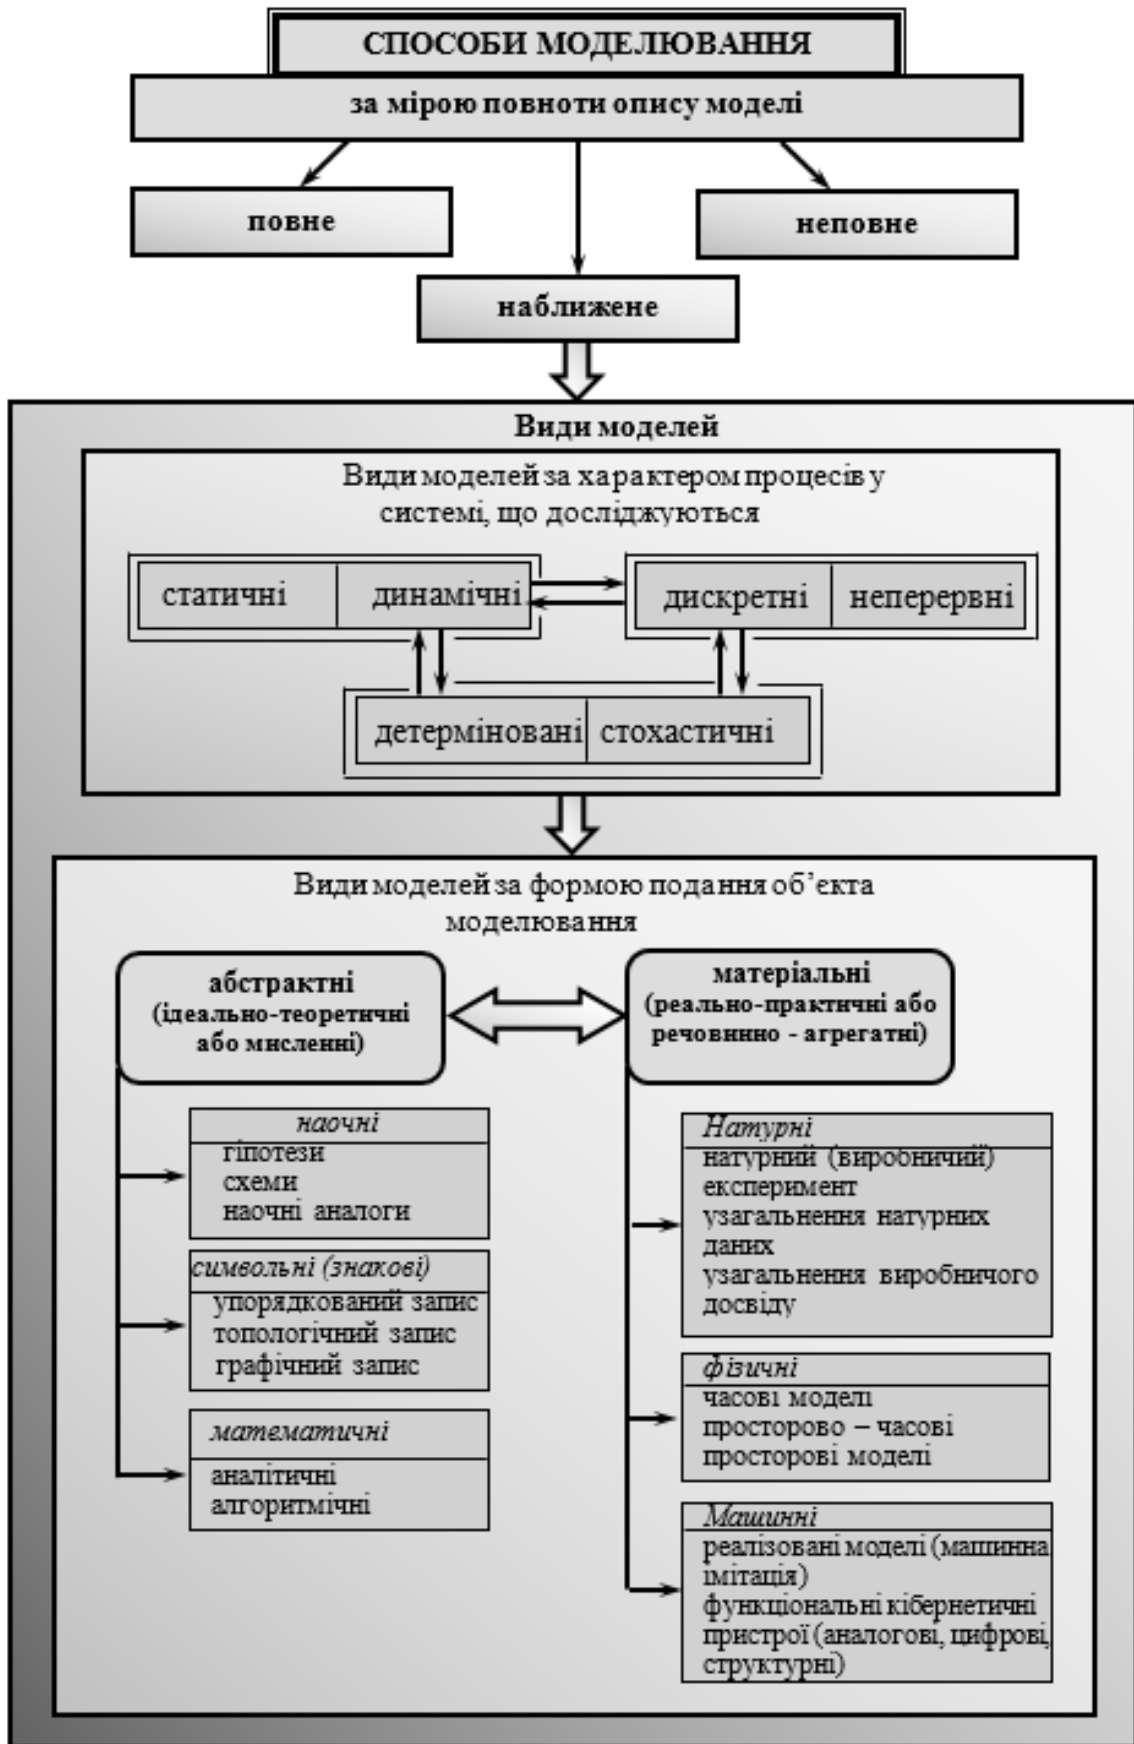 СПОСОБИ МОДЕЛЮВАННЯ
за мірою повноти опису моделі
повне
неповне
наближене
Види моделей
Види моделей за характером процесів у
системі, що досліджуються
статичні
динамічні
дискретні
неперервні
детерміновані
стохастичні
Види моделей за формою подання об’єкта
моделювання
абстрактні
(ідеально-теоретичні
або мисленні)
матеріальні
(реально-практичні або
речовинно - агрегатні)
наочні
гіпотези
схеми
наочні аналоги
символьні (знакові)
упорядкований запис
топологічний запис
графічний запис
математичні
аналітичні
алгоритмічні
Натурні
натурний (виробничий)
експеримент
узагальнення натурних
даних
узагальнення виробничого
досвіду
фізичні
часові моделі
просторово – часові
просторові моделі
Машинні
реалізовані моделі (машинна
імітація)
функціональні кібернетичні
пристрої (аналогові, цифрові,
структурні)